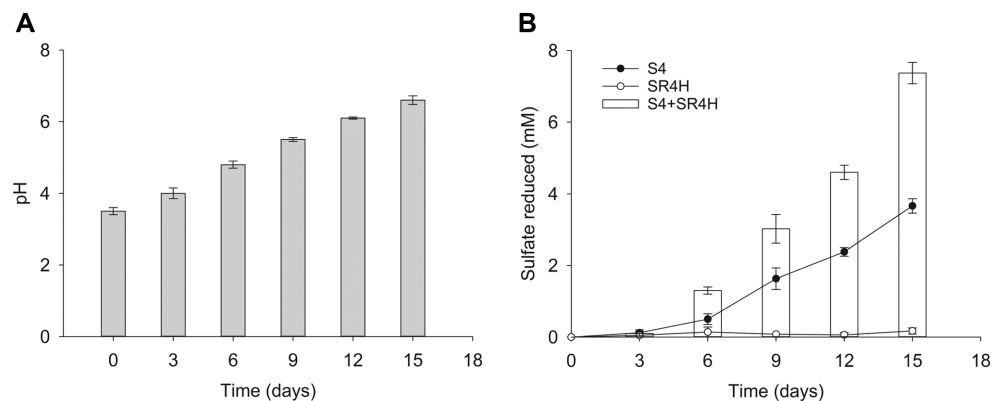 A
8
6
4
2
0
pH
0 3 6 9 12 15 18
Time (days)
B
8
6
4
2
0
Sulfate reduced (mM)
S4
SR4H
S4+SR4H
0 3 6 9 12 15 18
Time (days)